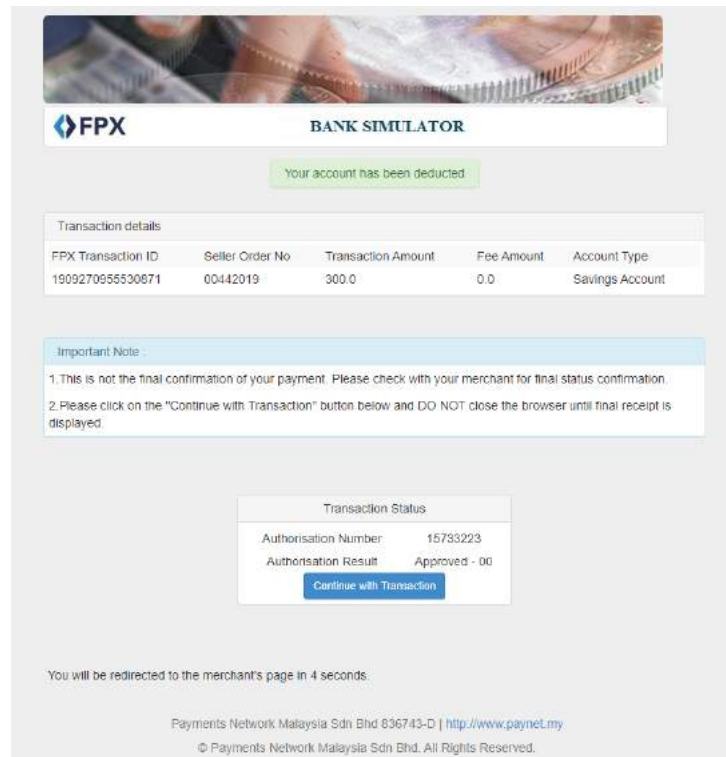 FPX
BANK SIMULATOR
Your account has been deducted
Transaction details
FPX Transaction ID Seller Order No Transaction Amount Fee Amount Account Type
1909270955530871 00442019 300.0 0.0 Savings Account
Important Note :
1.This is not the final confirmation of your payment. Please check with your merchant for final status confirmation.
2.Please click on the "Continue with Transaction" button below and DO NOT close the browser until final receipt is
displayed.
Transaction Status
Authorisation Number 15733223
Authorisation Result Approved - 00
Continue with Transaction
You will be redirected to the merchant's page in 4 seconds.
Payments Network Malaysia Sdn Bhd 836743-D | http://www.paynet.my
© Payments Network Malaysia Sdn Bhd. All Rights Reserved.